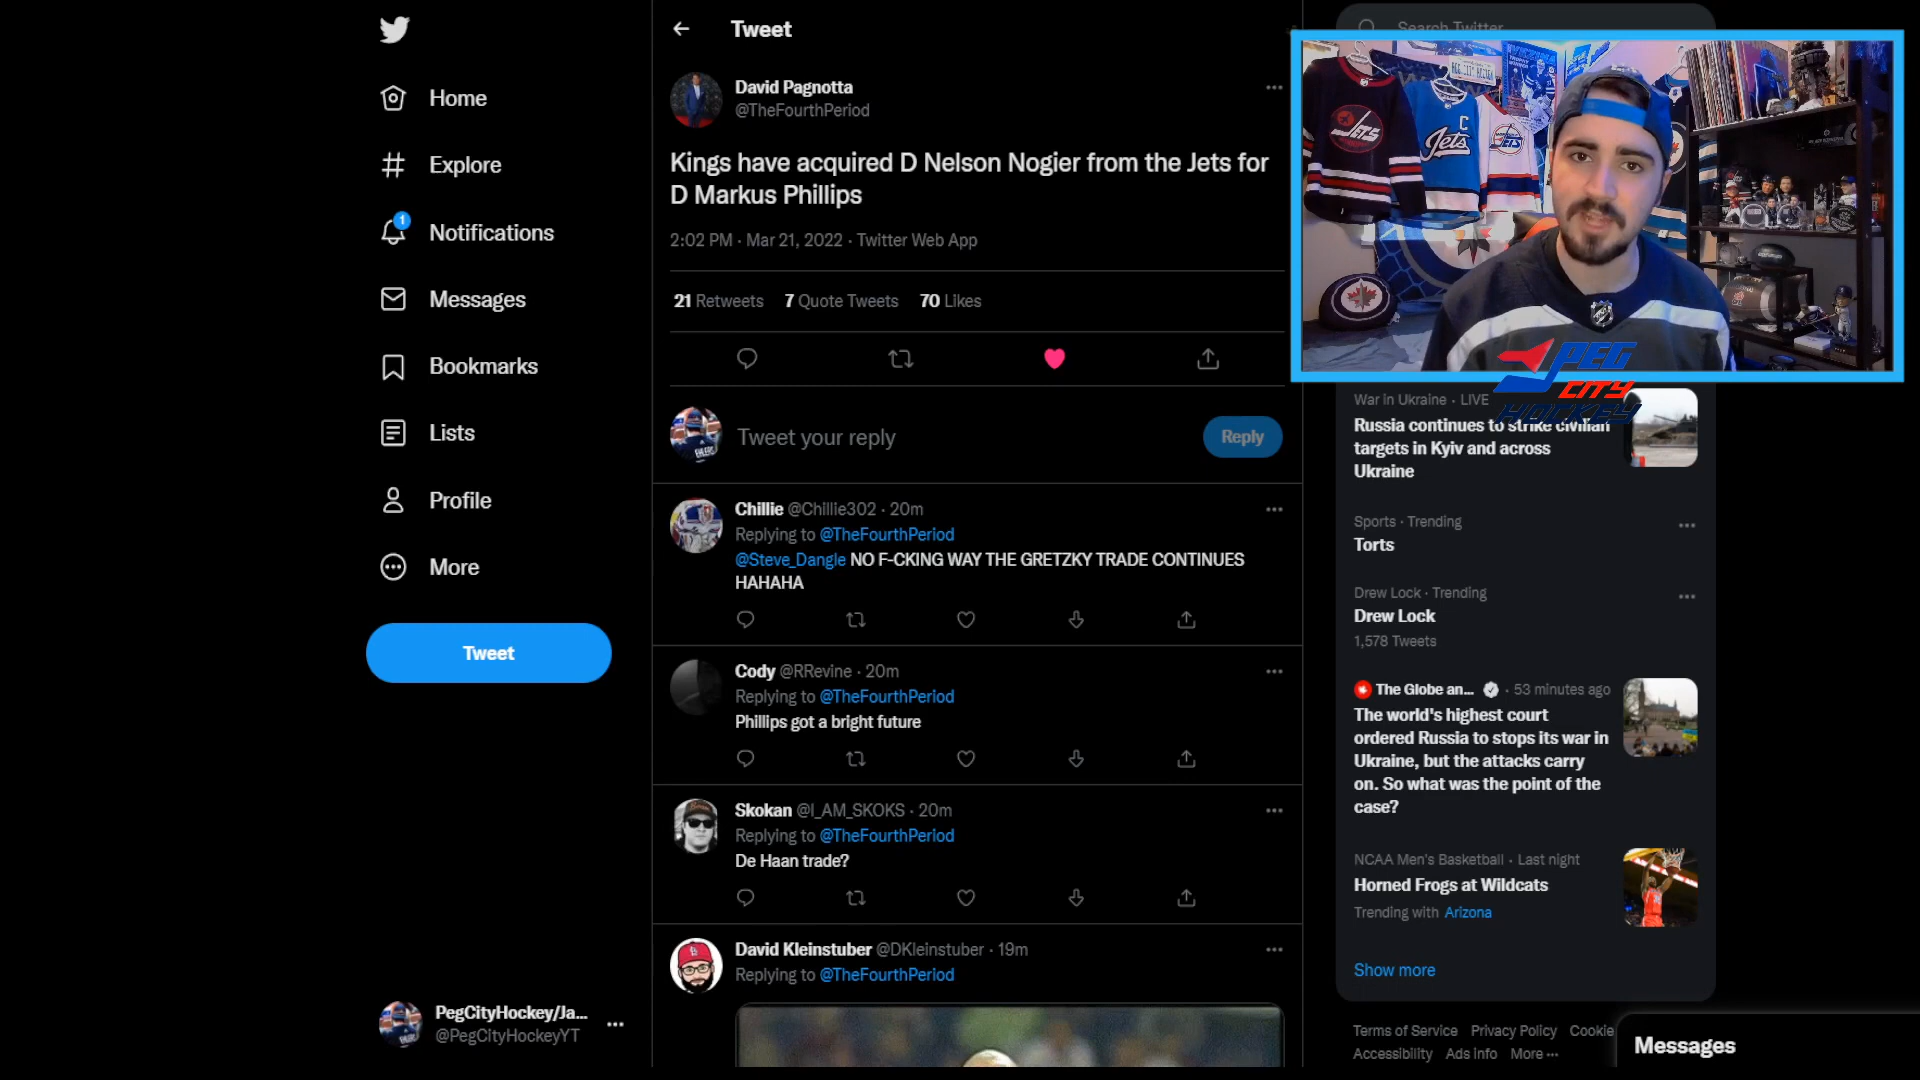 Home
Explore
1
Notifications
Messages
Bookmarks
Lists
Profile
More
Tweet
PegCityHockey/Ja...
@PegCityHockeyYT
Tweet
David Pagnotta
@TheFourthPeriod
Kings have acquired D Nelson Nogier from the Jets for
D Markus Phillips
2:02 PM · Mar 21, 2022 · Twitter Web App
21 Retweets 7 Quote Tweets 70 Likes
Tweet your reply
Reply
Chillie @Chillie302 · 20m
Replying to @TheFourthPeriod
@Steve_Dangle NO F-CKING WAY THE GRETZKY TRADE CONTINUES
HAHAHA
Cody @RRevine · 20m
Replying to @TheFourthPeriod
Phillips got a bright future
Skokan @I_AM_SKOKS · 20m
Replying to @TheFourthPeriod
De Haan trade?
David Kleinstuber @DKleinstuber · 19m
Replying to @TheFourthPeriod
Search Twitter
JETS
C
Jets
JETS
PEG
CITY
HOCKEY
EHLERS
War in Ukraine · LIVE
Russia continues to strike civilian
targets in Kyiv and across
Ukraine
Sports · Trending
Torts
Drew Lock · Trending
Drew Lock
1,578 Tweets
The Globe an... · 53 minutes ago
The world's highest court
ordered Russia to stops its war in
Ukraine, but the attacks carry
on. So what was the point of the
case?
NCAA Men's Basketball · Last night
Horned Frogs at Wildcats
Trending with Arizona
Show more
Terms of Service Privacy Policy Cookie
Accessibility Ads info More ...
Messages